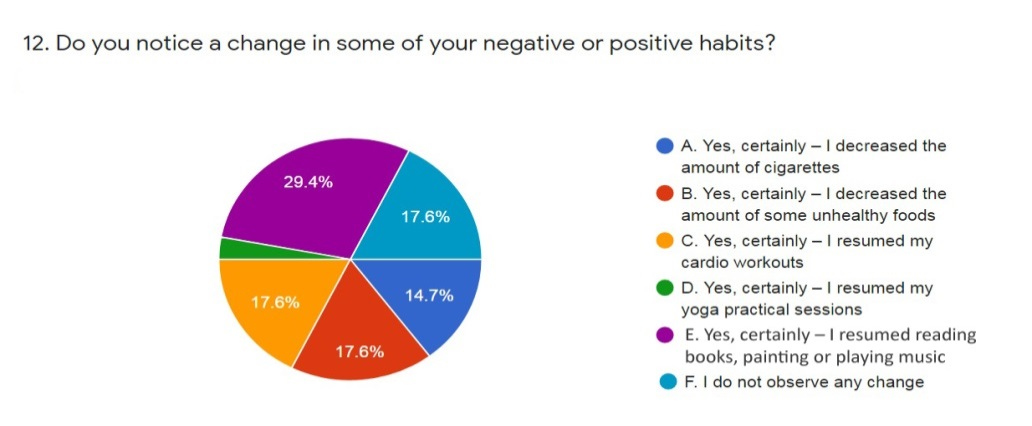 12. Do you notice a change in some of your negative or positive habits?
29.4%
17.6%
17.6%
14.7%
17.6%
A. Yes, certainly – I decreased the
amount of cigarettes
B. Yes, certainly – I decreased the
amount of some unhealthy foods
C. Yes, certainly – I resumed my
cardio workouts
D. Yes, certainly – I resumed my
yoga practical sessions
E. Yes, certainly – I resumed reading
books, painting or playing music
F. I do not observe any change